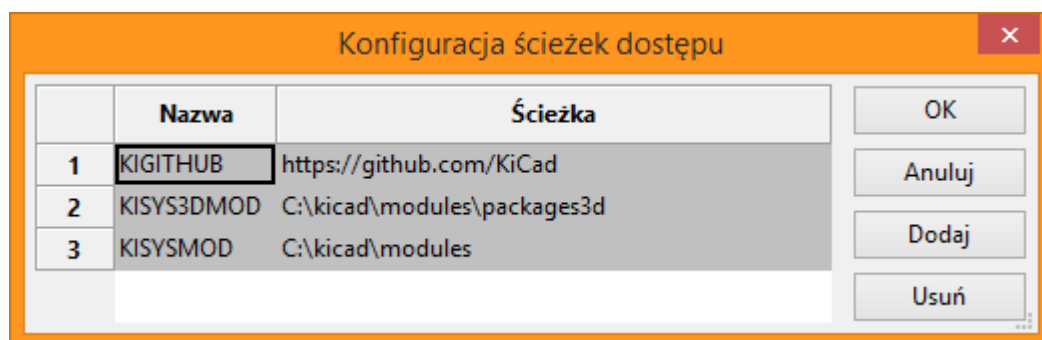 Konfiguracja ścieżek dostępu
×
Nazwa Ścieżka OK
1 KIGITHUB https://github.com/KiCad Anuluj
2 KISYS3DMOD C:\kicad\modules\packages3d
3 KISYSMOD C:\kicad\modules Dodaj
Usuń